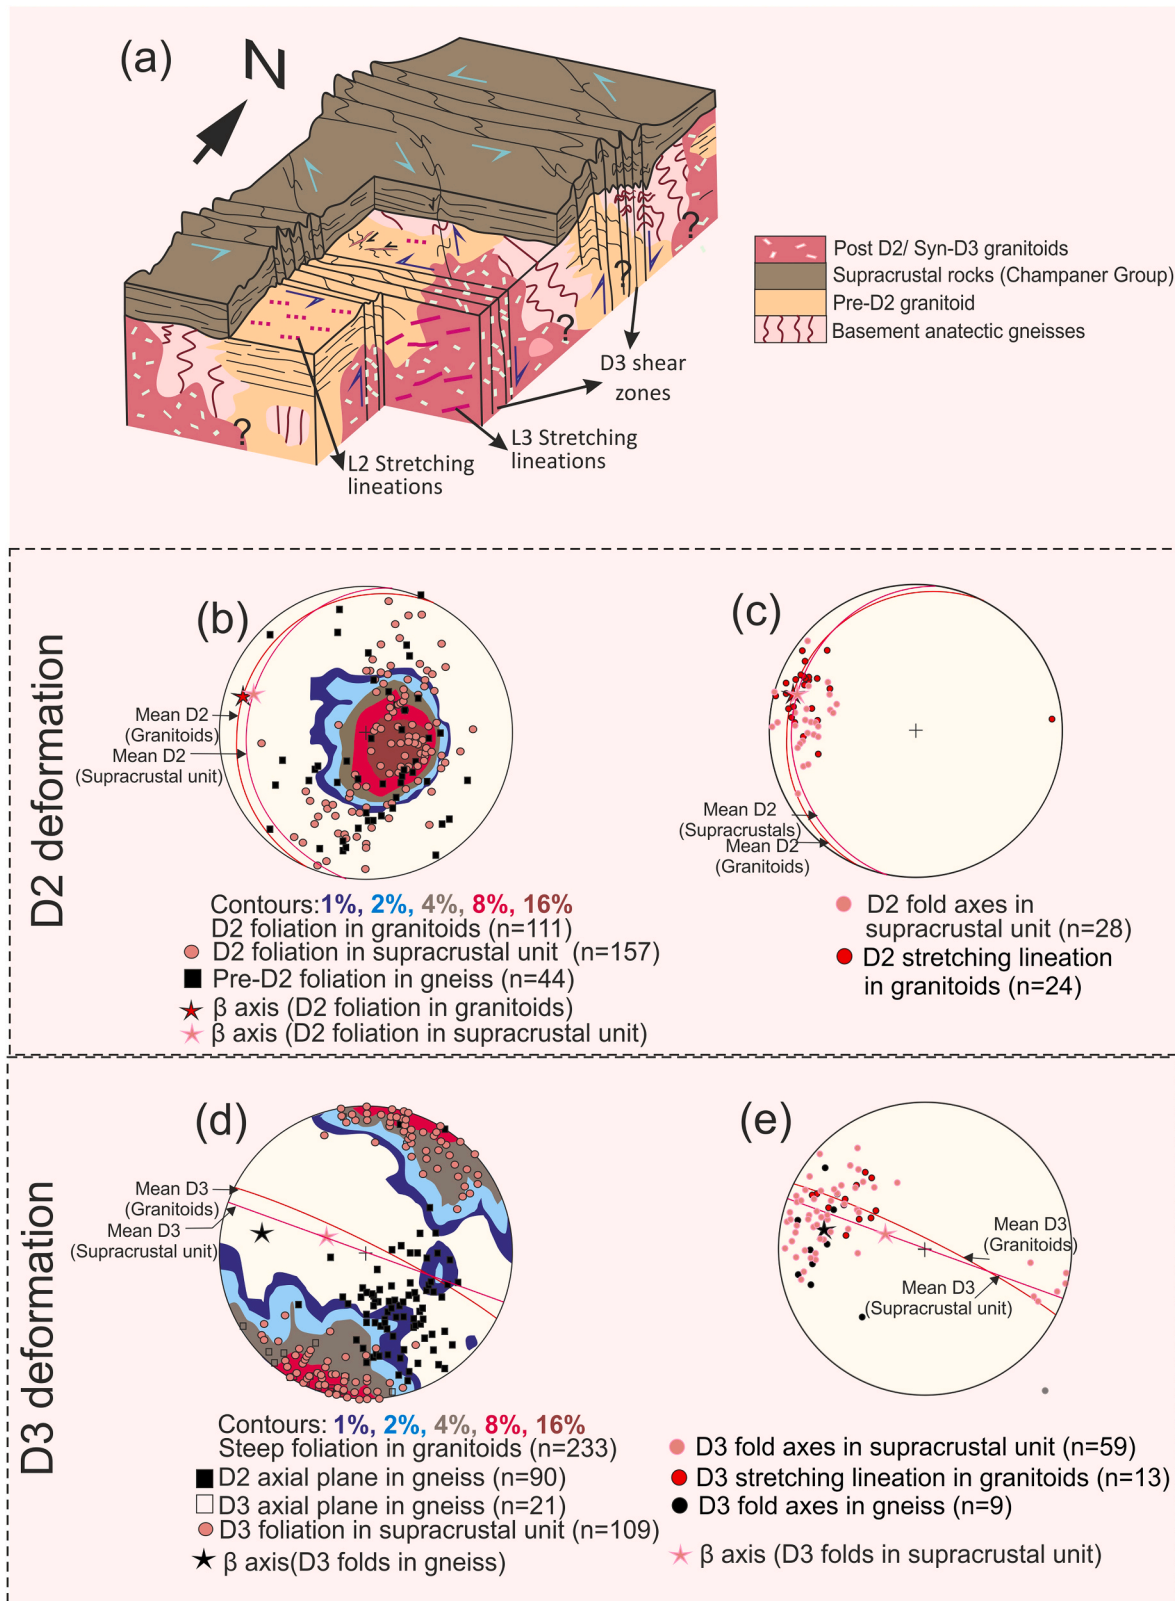 (a)
N
Post D2/ Syn-D3 granitoids
Supracrustal rocks (Champaner Group)
Pre-D2 granitoid
Basement anatectic gneisses
?
?
?
?
D3 shear
zones
L3 Stretching
lineations
L2 Stretching
lineations
D2 deformation
(b)
Mean D2
(Granitoids)
Mean D2
(Supracrustal unit)
Contours:1%, 2%, 4%, 8%, 16%
D2 foliation in granitoids (n=111)
D2 foliation in supracrustal unit (n=157)
Pre-D2 foliation in gneiss (n=44)
β axis (D2 foliation in granitoids)
β axis (D2 foliation in supracrustal unit)
(c)
Mean D2
(Supracrustals)
Mean D2
(Granitoids)
D2 fold axes in
supracrustal unit (n=28)
D2 stretching lineation
in granitoids (n=24)
D3 deformation
(d)
Mean D3
(Granitoids)
Mean D3
(Supracrustal unit)
Contours: 1%, 2%, 4%, 8%, 16%
Steep foliation in granitoids (n=233)
D2 axial plane in gneiss (n=90)
D3 axial plane in gneiss (n=21)
D3 foliation in supracrustal unit (n=109)
β axis(D3 folds in gneiss)
(e)
Mean D3
(Granitoids)
Mean D3
(Supracrustal unit)
D3 fold axes in supracrustal unit (n=59)
D3 stretching lineation in granitoids (n=13)
D3 fold axes in gneiss (n=9)
β axis (D3 folds in supracrustal unit)